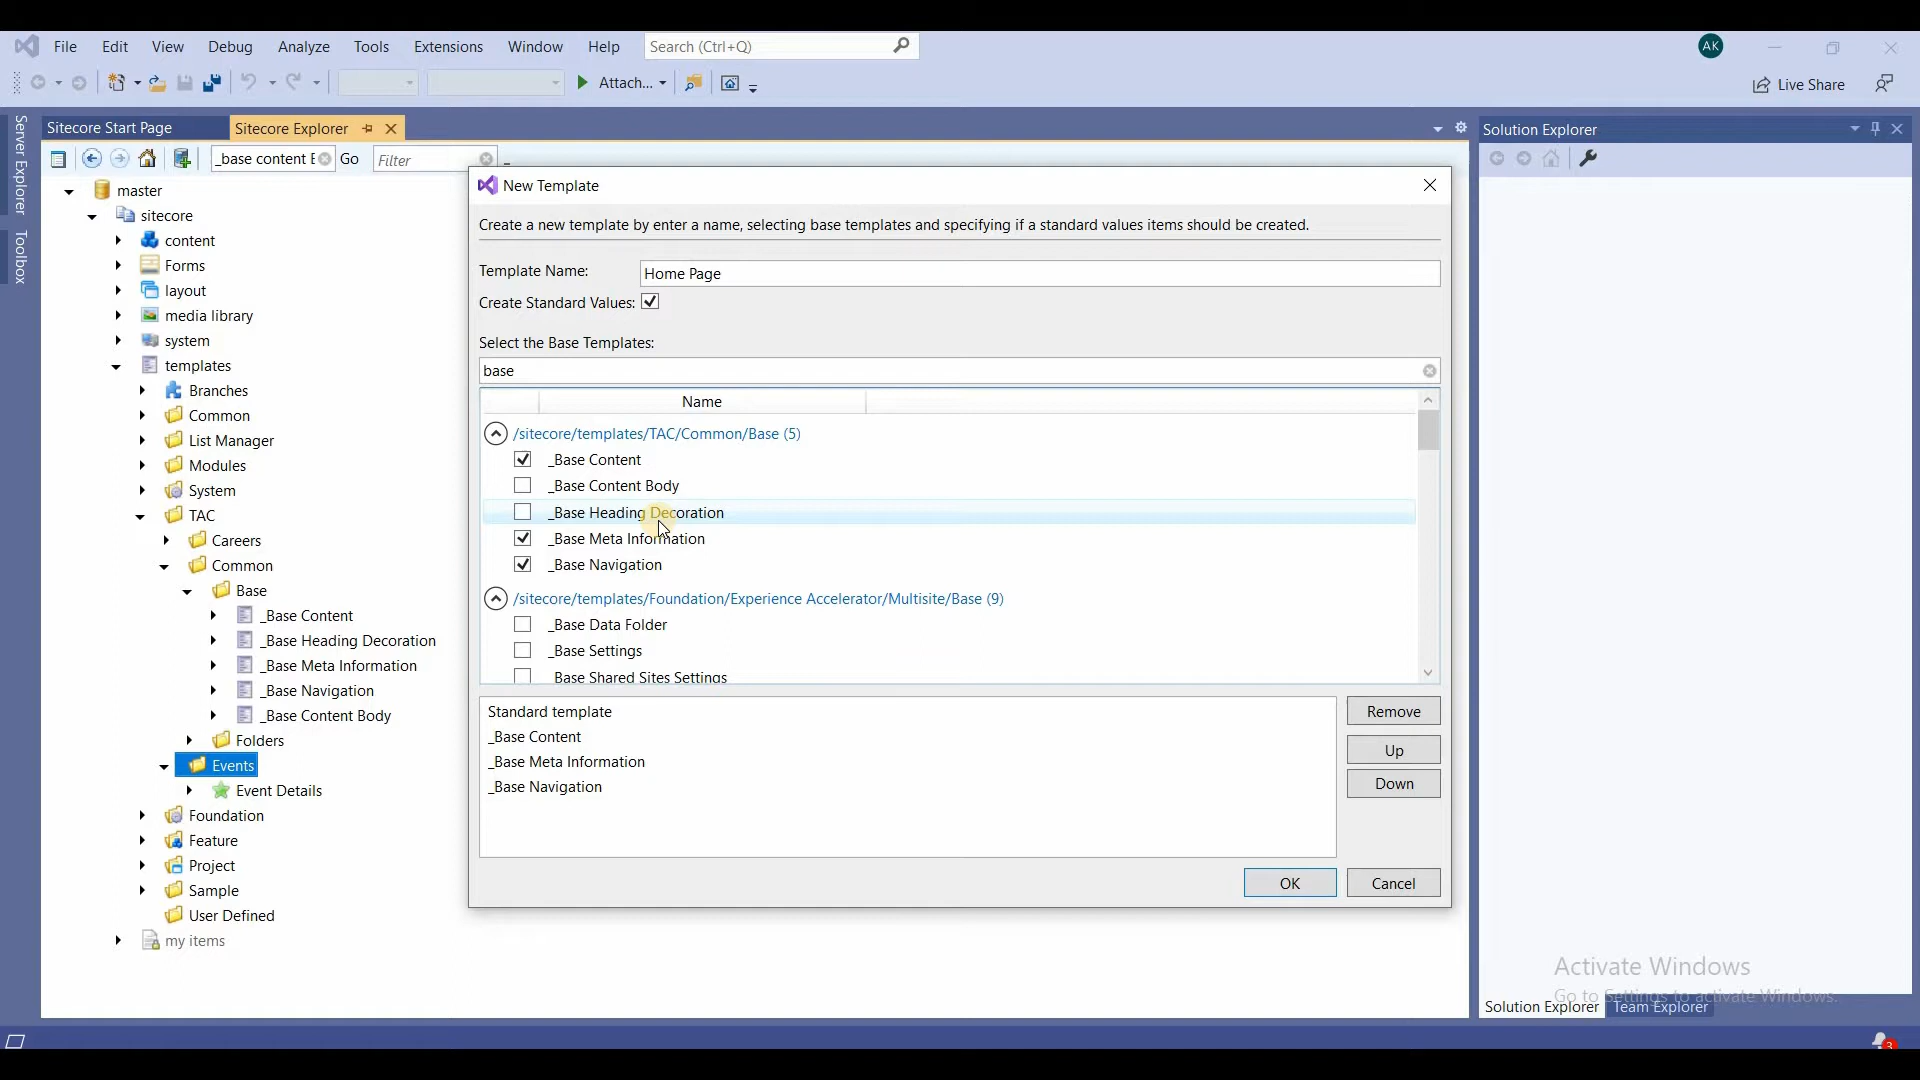 File Edit View Debug Analyze Tools Extensions Window Help Search (Ctrl+Q) AK
Attach... Live Share
Server Explorer
Toolbox
Sitecore Start Page Sitecore Explorer
_base content Go Filter
master
sitecore
content
Forms
layout
media library
system
templates
Branches
Common
List Manager
Modules
System
TAC
Careers
Common
Base
_Base Content
_Base Heading Decoration
_Base Meta Information
_Base Navigation
_Base Content Body
Folders
Events
Event Details
Foundation
Feature
Project
Sample
User Defined
my items
New Template
Create a new template by enter a name, selecting base templates and specifying if a standard values items should be created.
Template Name: Home Page
Create Standard Values:
Select the Base Templates:
base
Name
/sitecore/templates/TAC/Common/Base (5)
_Base Content
_Base Content Body
_Base Heading Decoration
_Base Meta Information
_Base Navigation
/sitecore/templates/Foundation/Experience Accelerator/Multisite/Base (9)
_Base Data Folder
_Base Settings
Base Shared Sites Settings
Standard template
_Base Content
_Base Meta Information
_Base Navigation
Remove
Up
Down
OK Cancel
Solution Explorer
Activate Windows
Go to Settings to activate Windows.
Solution Explorer Team Explorer
3